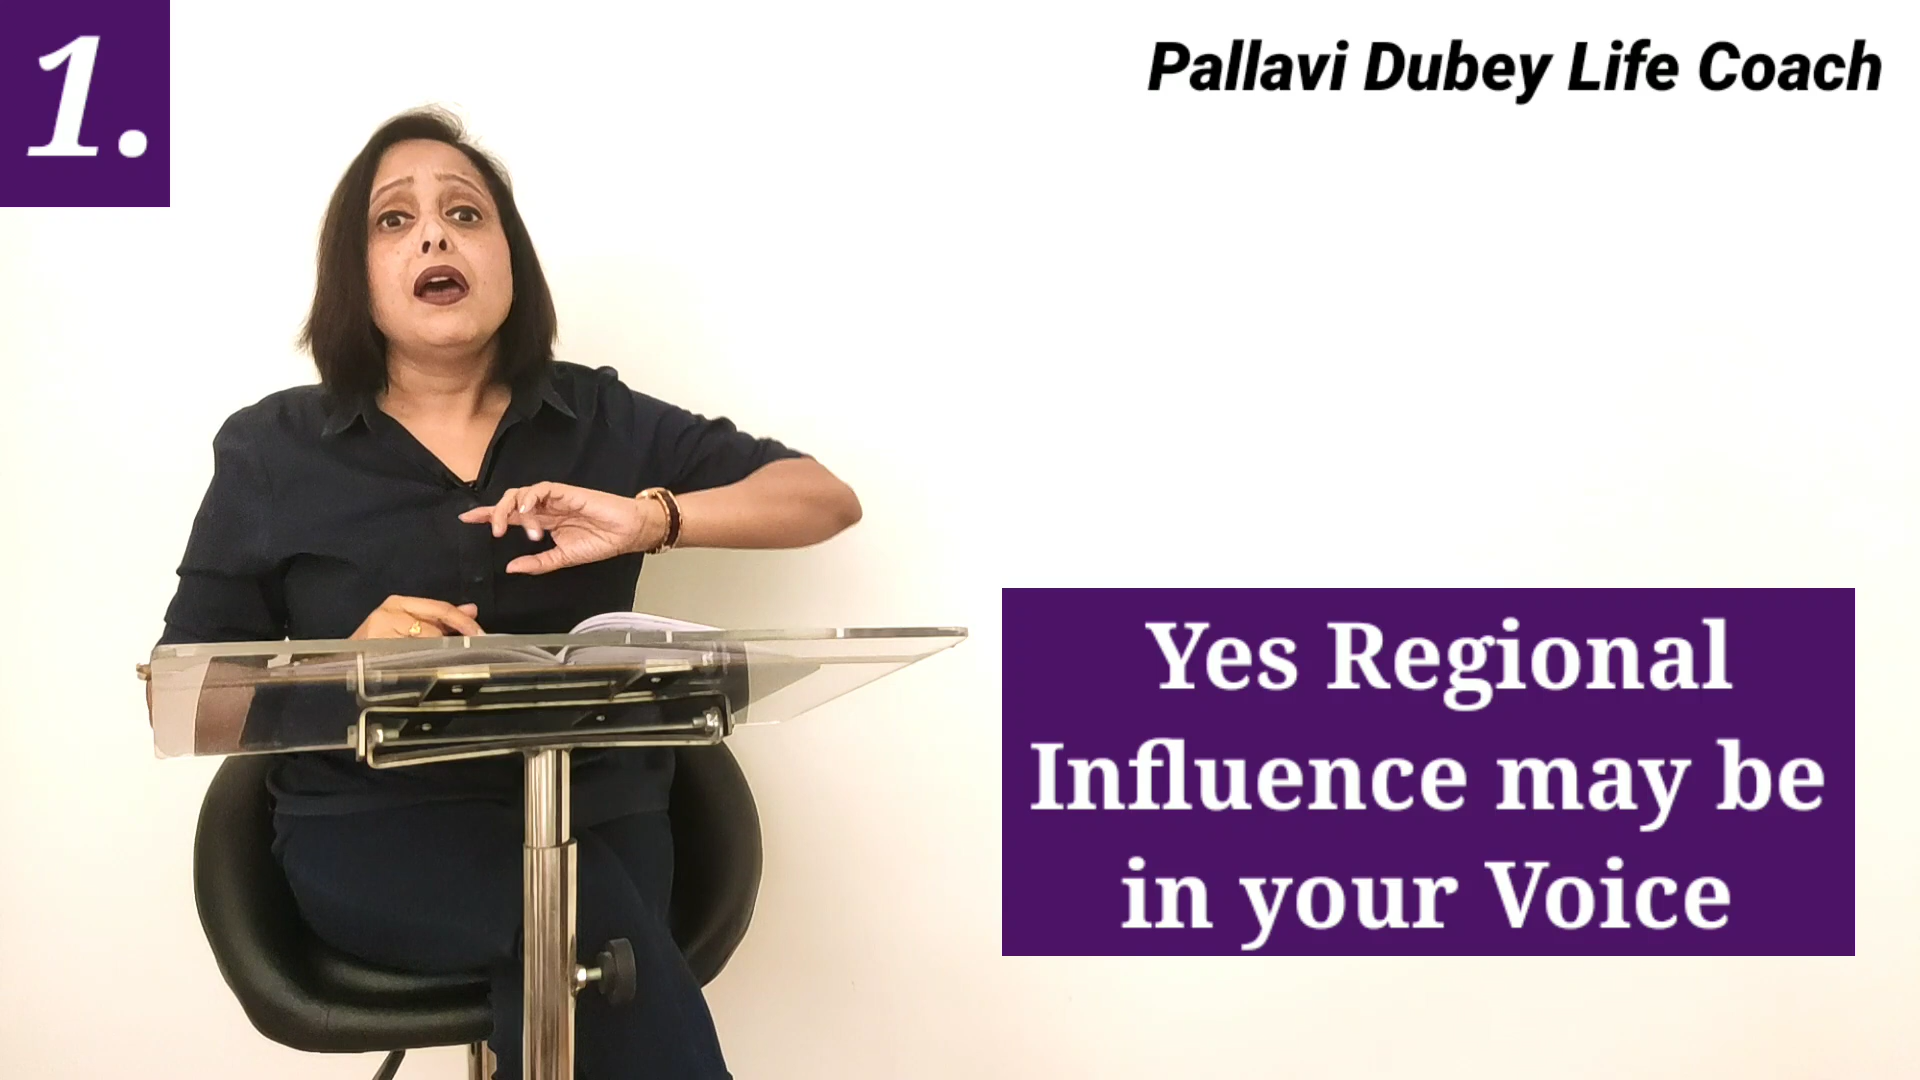 1.
Pallavi Dubey Life Coach
Yes Regional
Influence may be
in your Voice